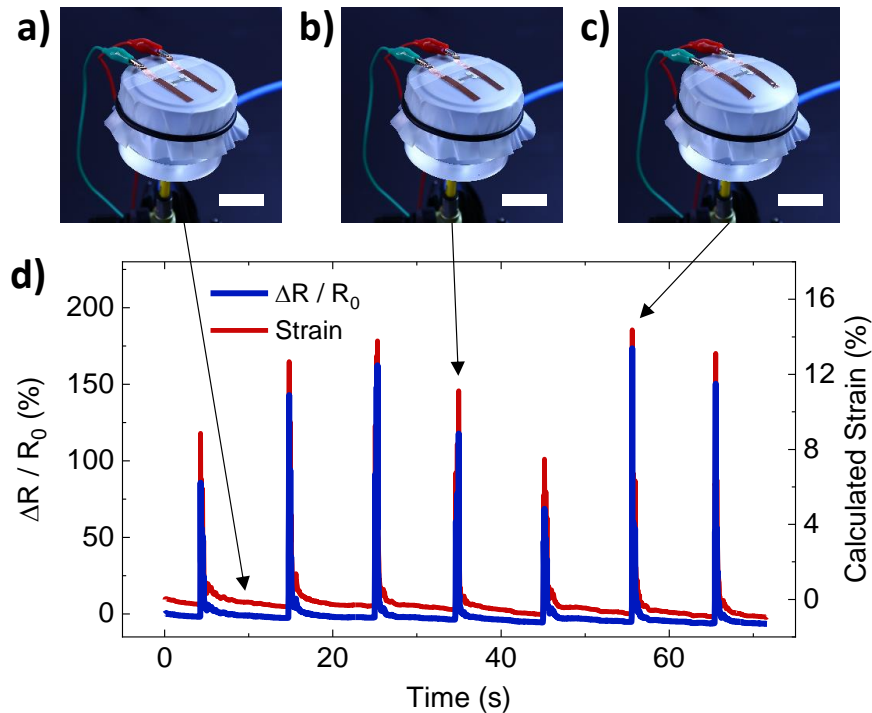 a)
b)
c)
d)
ΔR / R₀
Strain
ΔR / R₀ (%)
200
150
100
50
0
Calculated Strain (%)
16
12
8
4
0
0
20
40
60
Time (s)